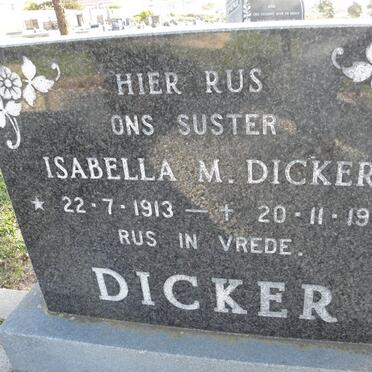 HIER RUS
ONS SUSTER
ISABELLA M. DICKER
★ 22-7-1913 — + 20-11-19
RUS IN VREDE.
DICKER